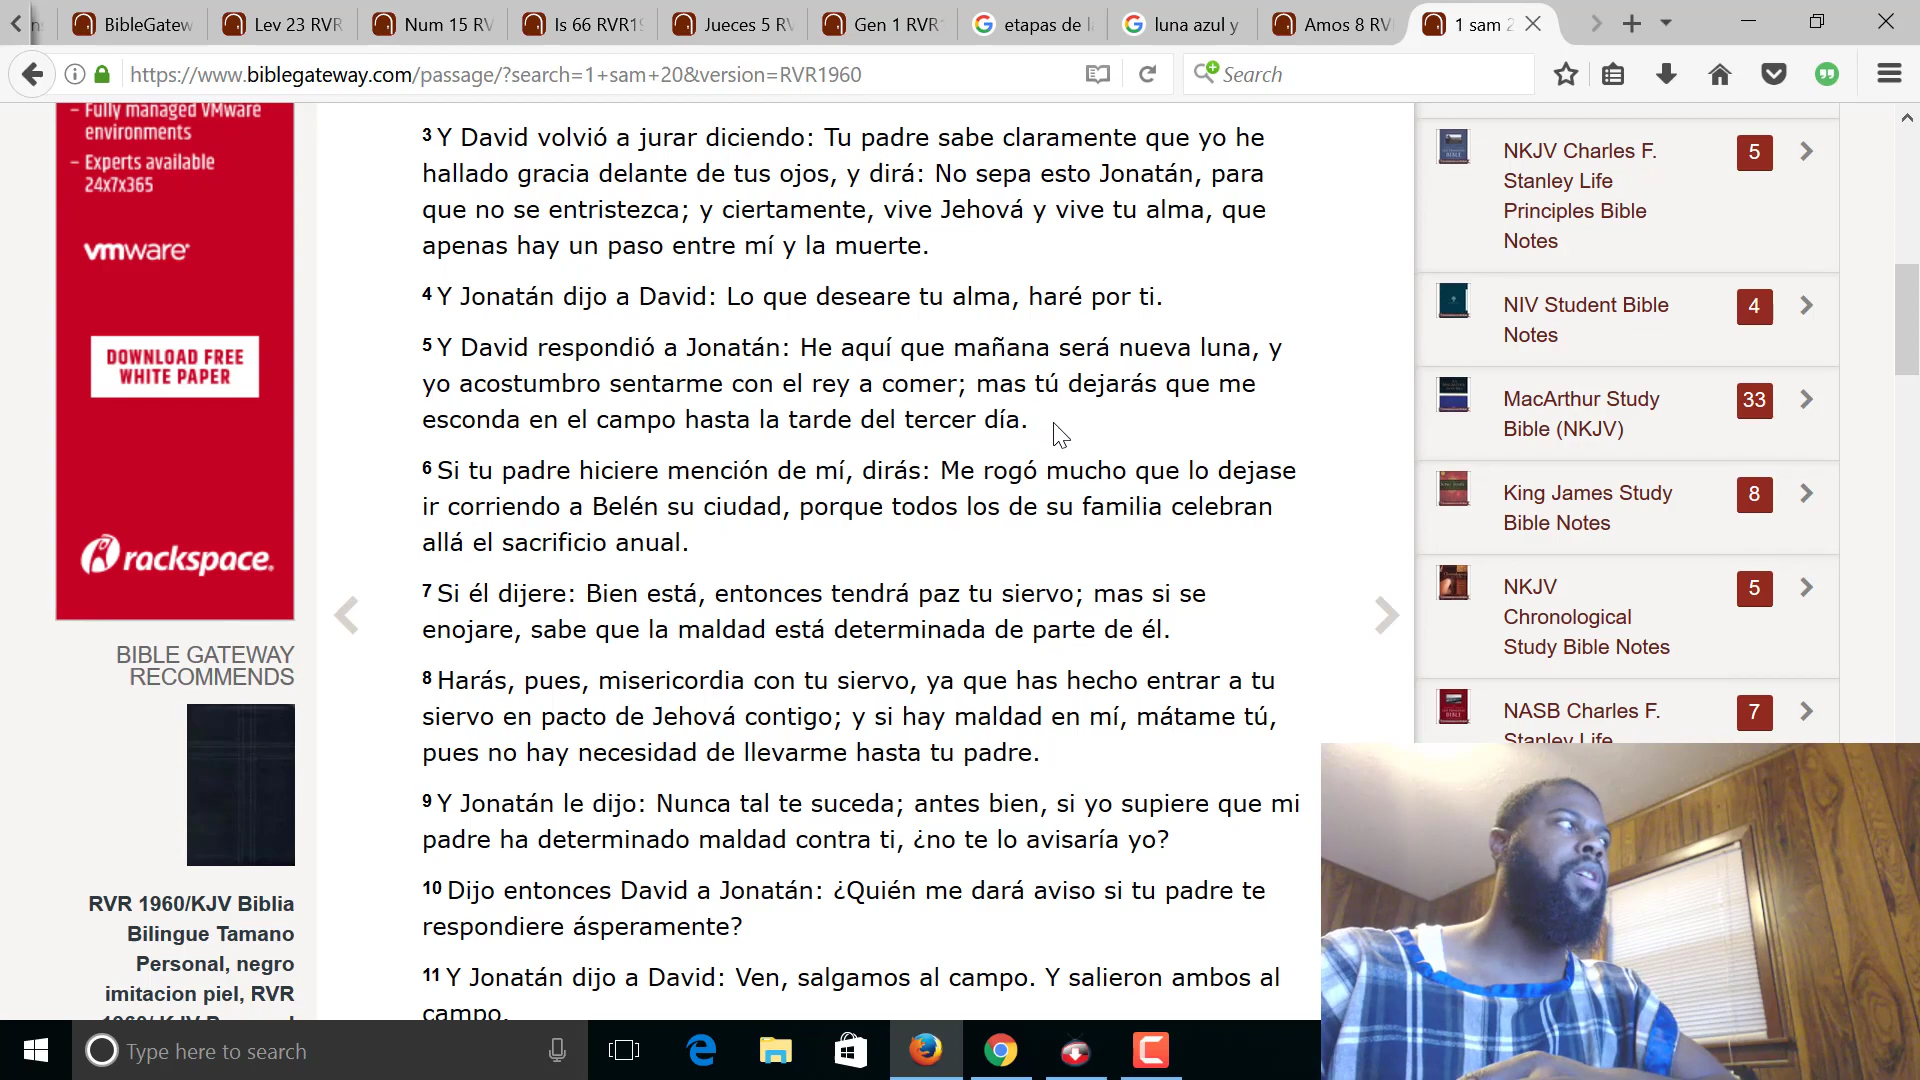 BibleGatew
Lev 23 RVR
Num 15 RV
Is 66 RVR19
Jueces 5 RV
Gen 1 RVR
etapas de la
luna azul y
Amos 8 RV
1 sam 2
https://www.biblegateway.com/passage/?search=1+sam+20&version=RVR1960
Search
– Fully managed VMware
environments
– Experts available
24x7x365
vmware
DOWNLOAD FREE
WHITE PAPER
rackspace.
BIBLE GATEWAY
RECOMMENDS
RVR 1960/KJV Biblia
Bilingue Tamano
Personal, negro
imitacion piel, RVR
1960/KJV Personal
3 Y David volvió a jurar diciendo: Tu padre sabe claramente que yo he
hallado gracia delante de tus ojos, y dirá: No sepa esto Jonatán, para
que no se entristezca; y ciertamente, vive Jehová y vive tu alma, que
apenas hay un paso entre mí y la muerte.
4 Y Jonatán dijo a David: Lo que deseare tu alma, haré por ti.
5 Y David respondió a Jonatán: He aquí que mañana será nueva luna, y
yo acostumbro sentarme con el rey a comer; mas tú dejarás que me
esconda en el campo hasta la tarde del tercer día.
6 Si tu padre hiciere mención de mí, dirás: Me rogó mucho que lo dejase
ir corriendo a Belén su ciudad, porque todos los de su familia celebran
allá el sacrificio anual.
7 Si él dijere: Bien está, entonces tendrá paz tu siervo; mas si se
enojare, sabe que la maldad está determinada de parte de él.
8 Harás, pues, misericordia con tu siervo, ya que has hecho entrar a tu
siervo en pacto de Jehová contigo; y si hay maldad en mí, mátame tú,
pues no hay necesidad de llevarme hasta tu padre.
9 Y Jonatán le dijo: Nunca tal te suceda; antes bien, si yo supiere que mi
padre ha determinado maldad contra ti, ¿no te lo avisaría yo?
10 Dijo entonces David a Jonatán: ¿Quién me dará aviso si tu padre te
respondiere ásperamente?
11 Y Jonatán dijo a David: Ven, salgamos al campo. Y salieron ambos al
campo.
NKJV Charles F.
Stanley Life
Principles Bible
Notes
5
NIV Student Bible
Notes
4
MacArthur Study
Bible (NKJV)
33
King James Study
Bible Notes
8
NKJV
Chronological
Study Bible Notes
5
NASB Charles F.
Stanley Life
7
Type here to search